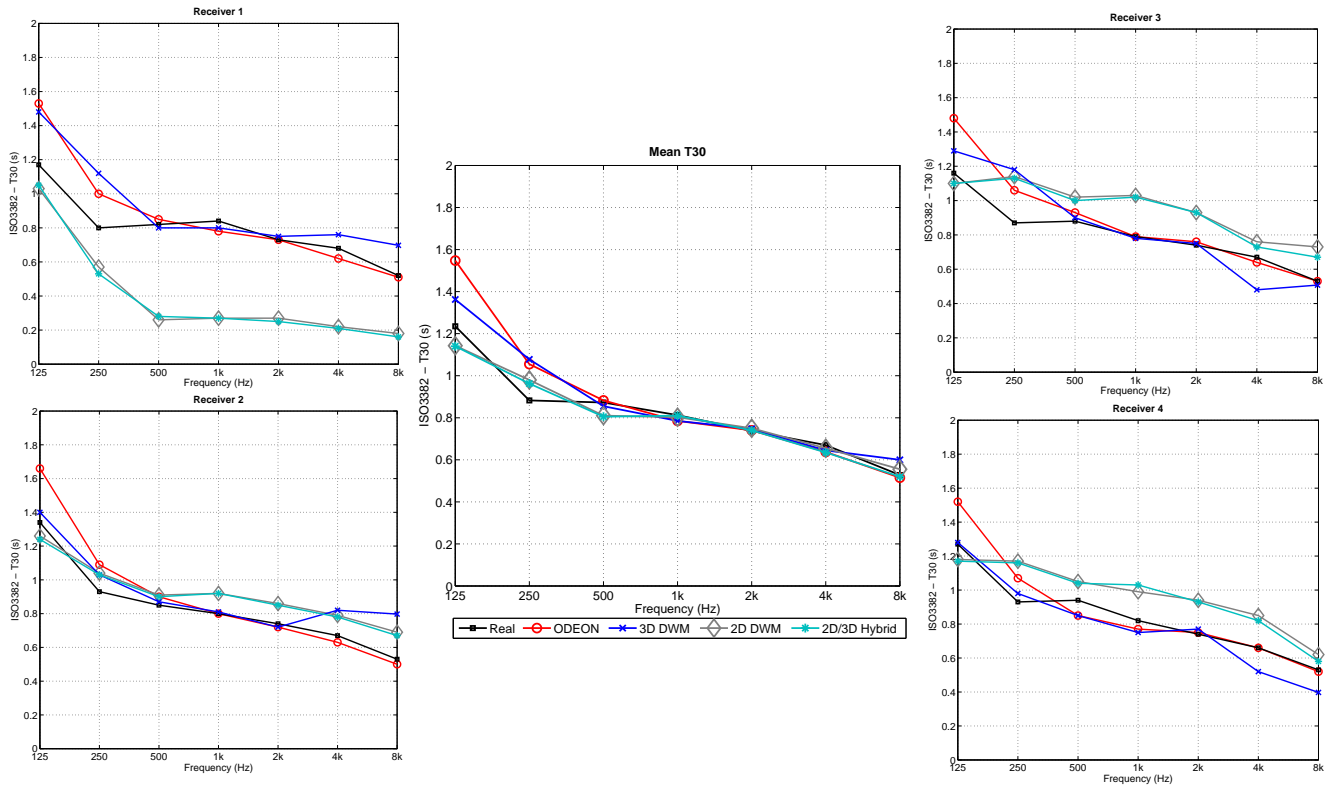 Receiver 1
ISO3382 − T30 (s)
2
1.8
1.6
1.4
1.2
1
0.8
0.6
0.4
0.2
0
125 250 500 1k 2k 4k 8k
Frequency (Hz)
Receiver 2
ISO3382 − T30 (s)
2
1.8
1.6
1.4
1.2
1
0.8
0.6
0.4
0.2
0
125 250 500 1k 2k 4k 8k
Frequency (Hz)
Mean T30
ISO3382 − T30 (s)
2
1.8
1.6
1.4
1.2
1
0.8
0.6
0.4
0.2
0
125 250 500 1k 2k 4k 8k
Frequency (Hz)
Real ODEON 3D DWM 2D DWM 2D/3D Hybrid
Receiver 3
ISO3382 − T30 (s)
2
1.8
1.6
1.4
1.2
1
0.8
0.6
0.4
0.2
0
125 250 500 1k 2k 4k 8k
Frequency (Hz)
Receiver 4
ISO3382 − T30 (s)
2
1.8
1.6
1.4
1.2
1
0.8
0.6
0.4
0.2
0
125 250 500 1k 2k 4k 8k
Frequency (Hz)